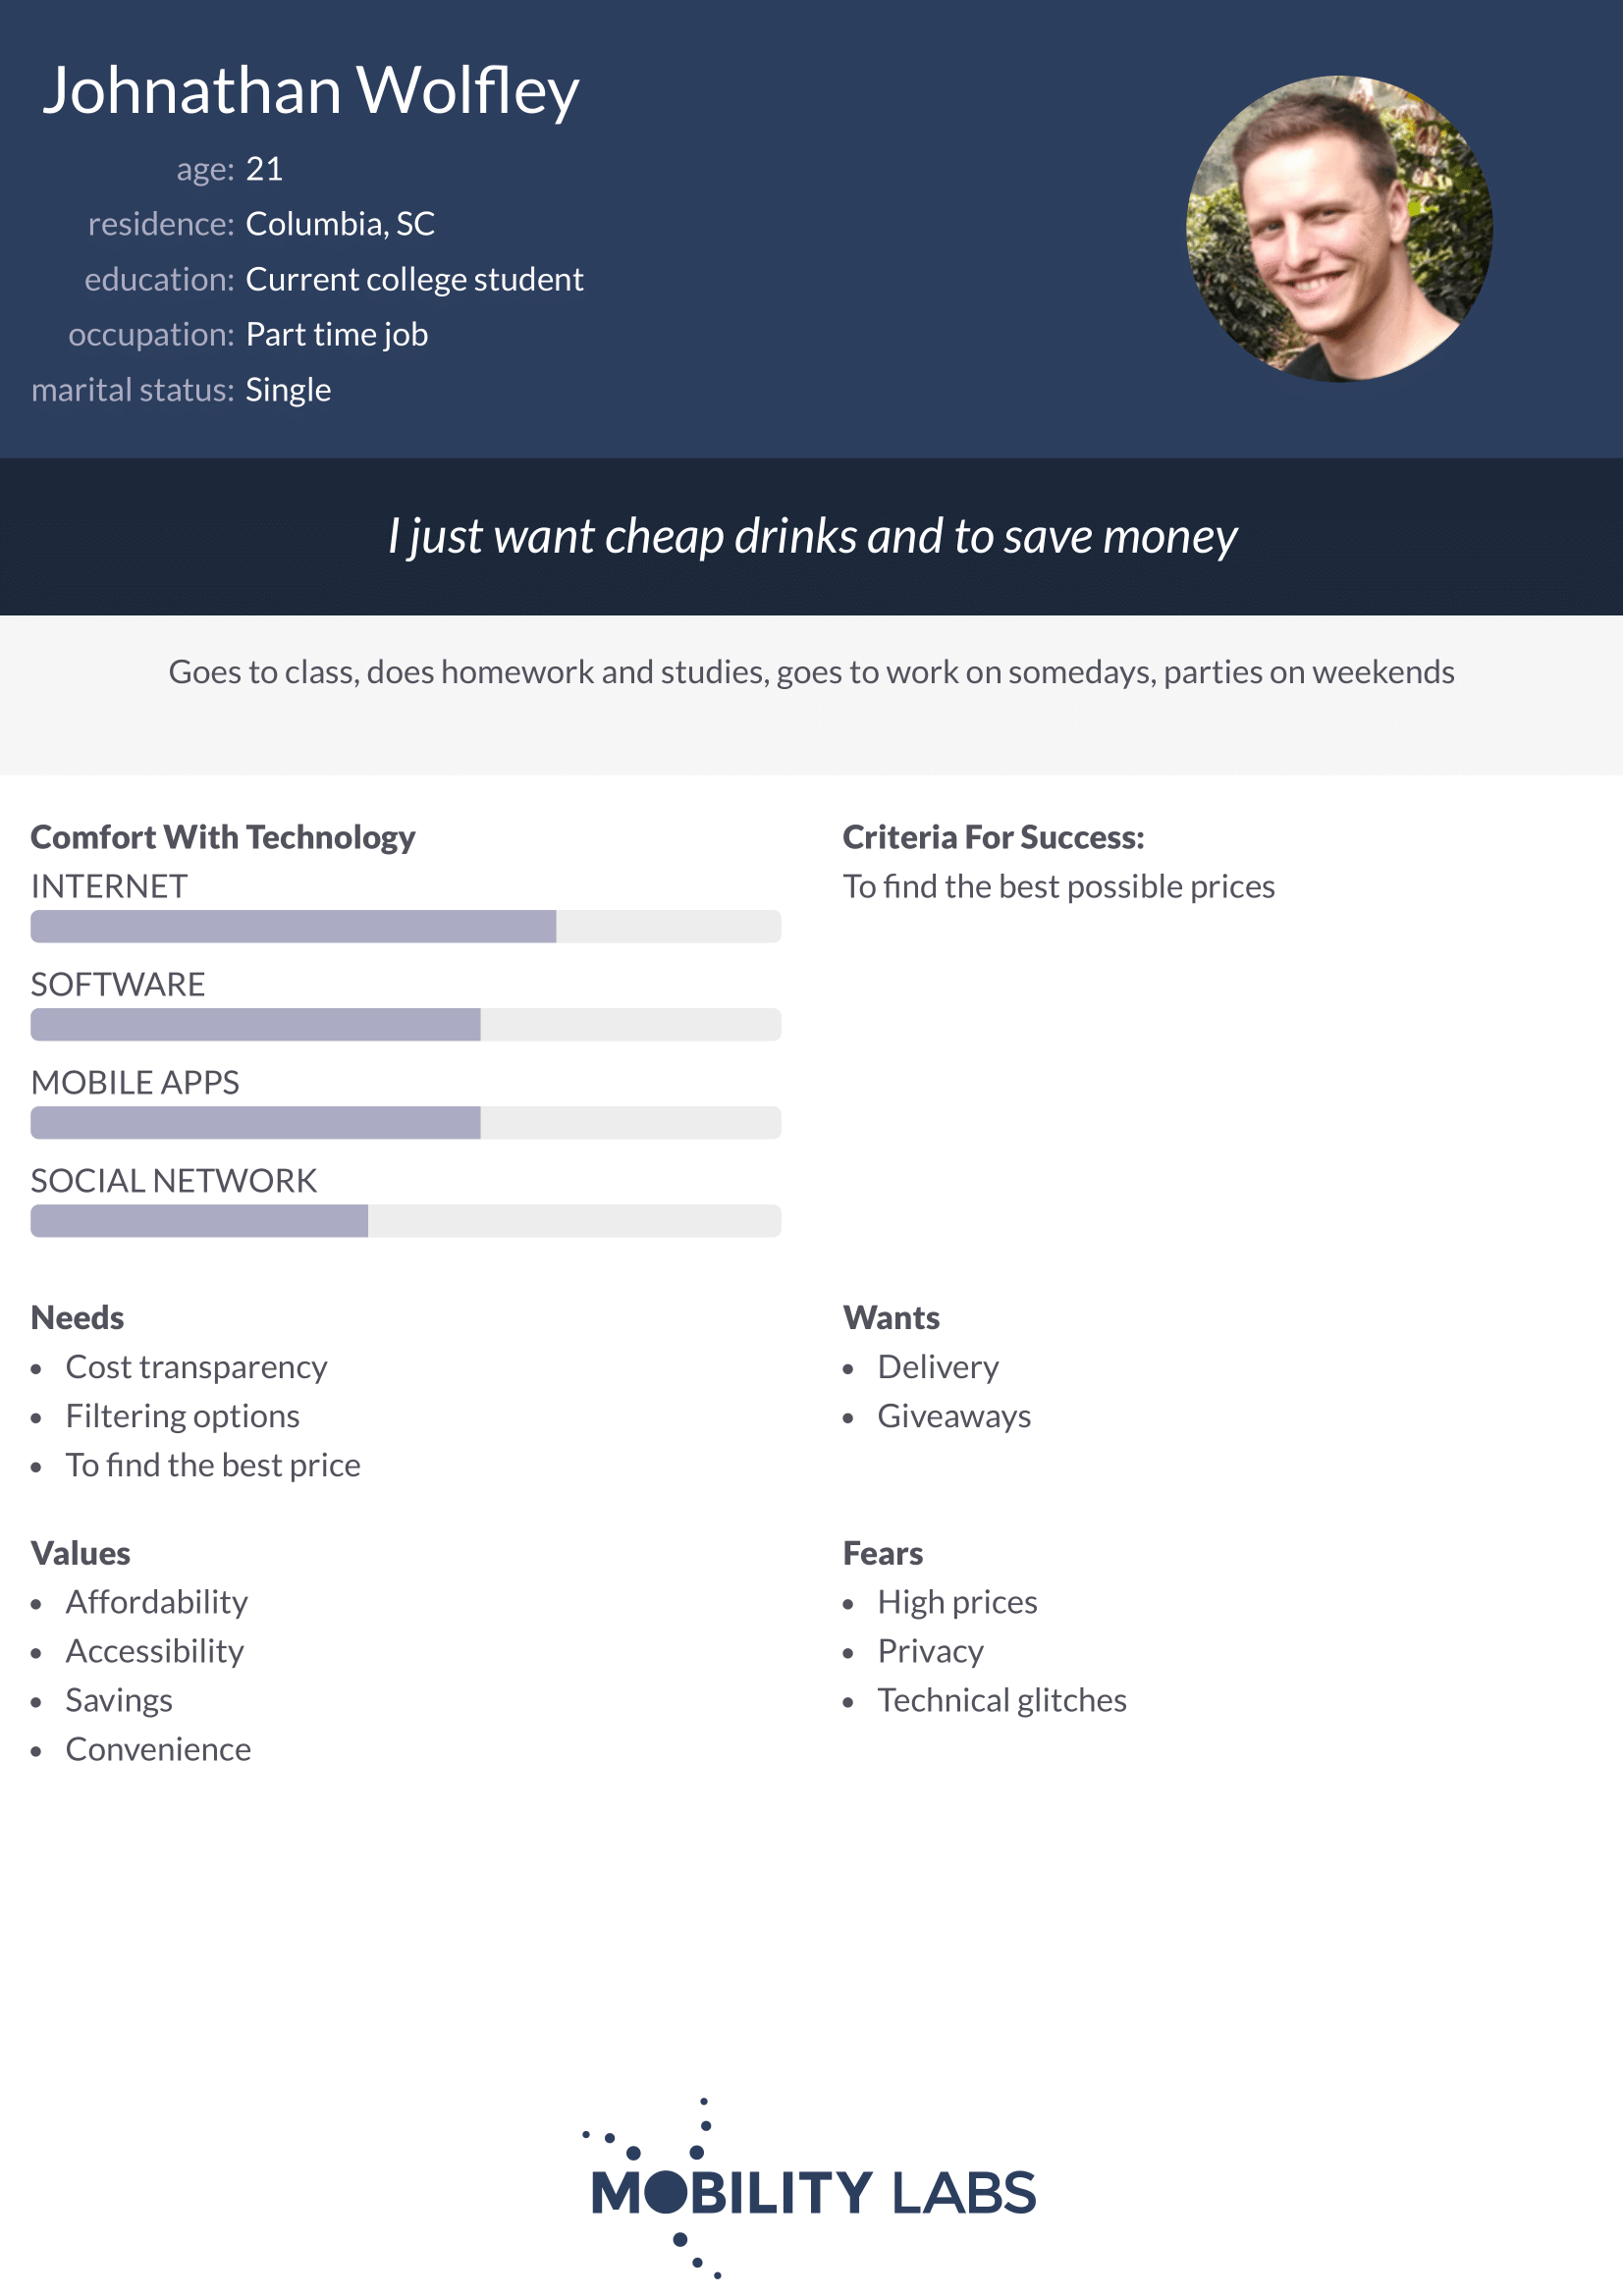 Johnathan Wolfley
age: 21
residence: Columbia, SC
education: Current college student
occupation: Part time job
marital status: Single
I just want cheap drinks and to save money
Goes to class, does homework and studies, goes to work on somedays, parties on weekends
Comfort With Technology
INTERNET
SOFTWARE
MOBILE APPS
SOCIAL NETWORK
Criteria For Success:
To find the best possible prices
Needs
• Cost transparency
• Filtering options
• To find the best price
Wants
• Delivery
• Giveaways
Values
• Affordability
• Accessibility
• Savings
• Convenience
Fears
• High prices
• Privacy
• Technical glitches
MOBILITY LABS